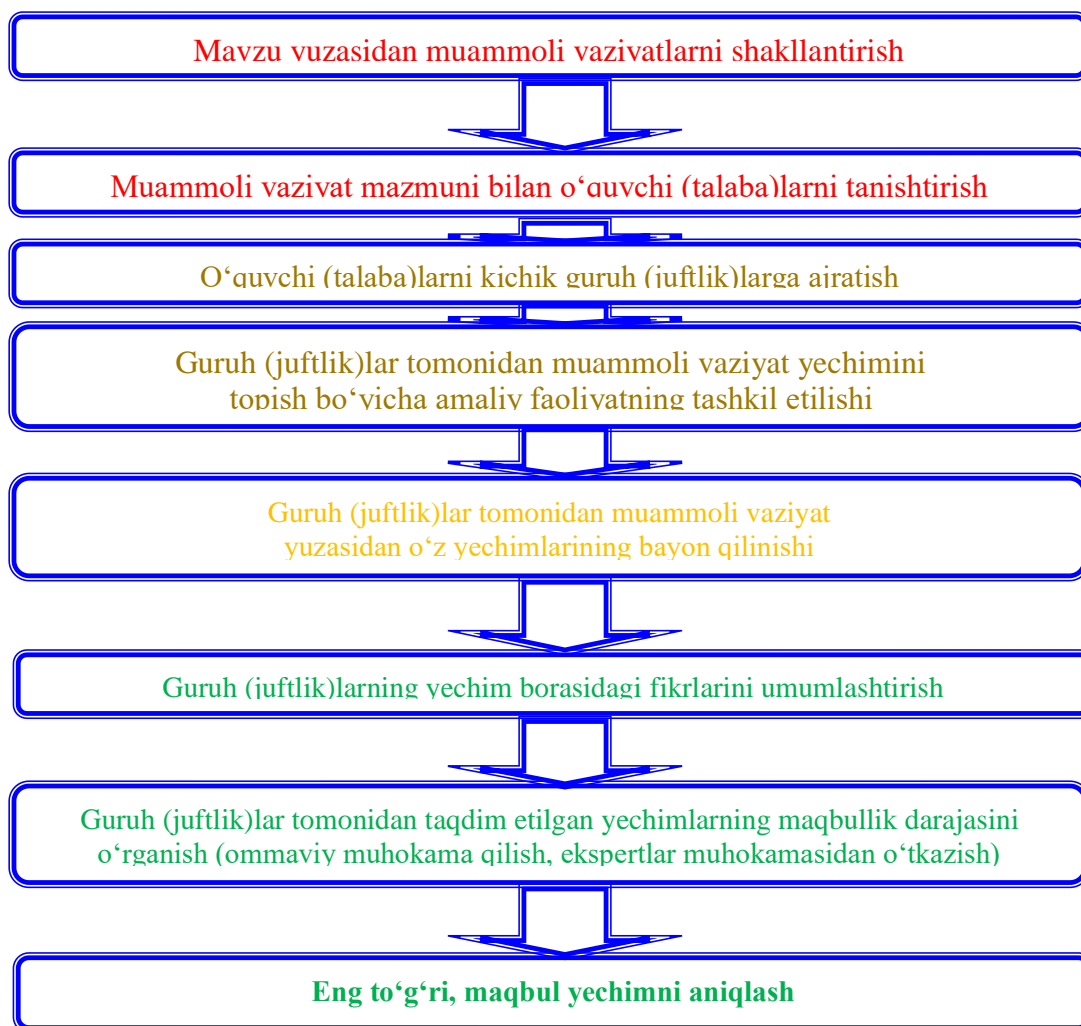 Mavzu yuzasidan muammoli vaziyatlarni shakllantirish
Muammoli vaziyat mazmuni bilan o‘quvchi (talaba)larni tanishtirish
O‘quvchi (talaba)larni kichik guruh (juftlik)larga ajratish
Guruh (juftlik)lar tomonidan muammoli vaziyat yechimini
topish bo‘yicha amaliy faoliyatning tashkil etilishi
Guruh (juftlik)lar tomonidan muammoli vaziyat
yuzasidan o‘z yechimlarining bayon qilinishi
Guruh (juftlik)larning yechim borasidagi fikrlarini umumlashtirish
Guruh (juftlik)lar tomonidan taqdim etilgan yechimlarning maqbullik darajasini
o‘rganish (ommaviy muhokama qilish, ekspertlar muhokamasidan o‘tkazish)
Eng to‘g‘ri, maqbul yechimni aniqlash